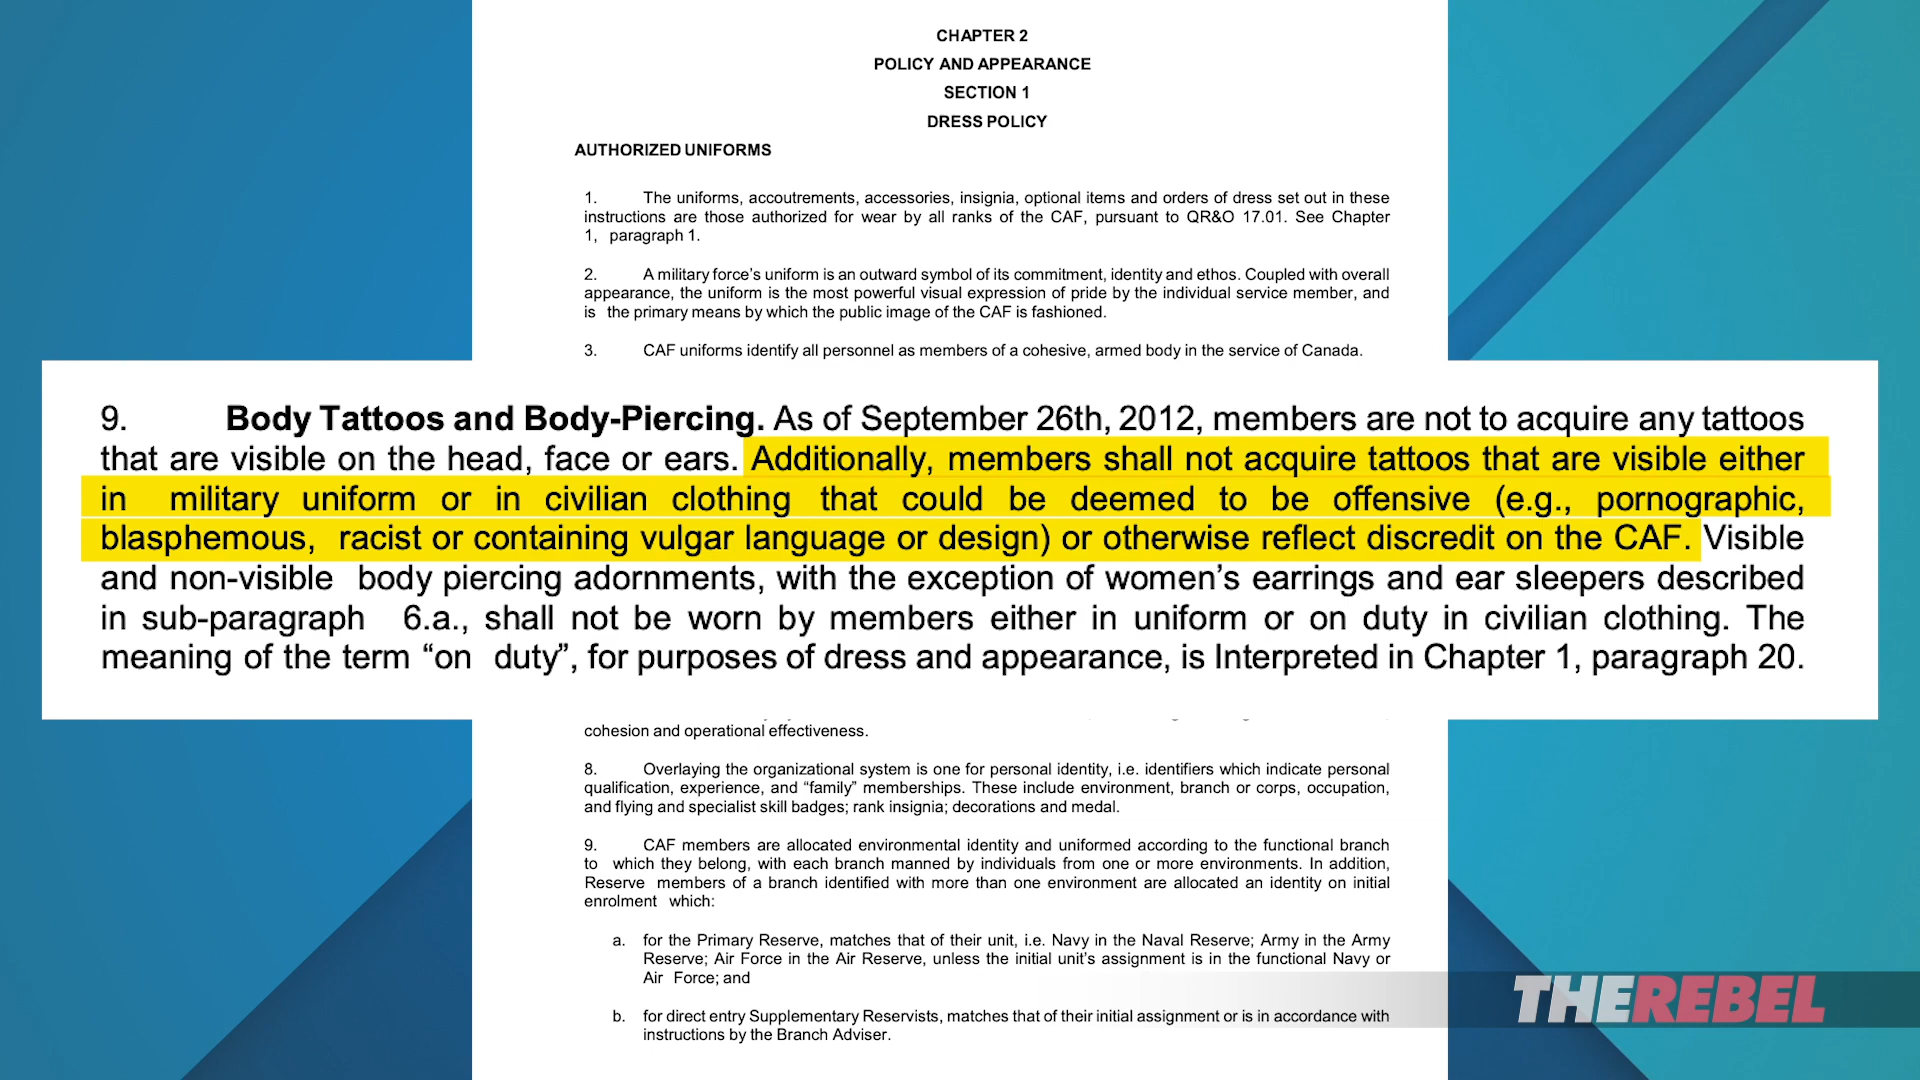 CHAPTER 2
POLICY AND APPEARANCE
SECTION 1
DRESS POLICY
AUTHORIZED UNIFORMS
1. The uniforms, accoutrements, accessories, insignia, optional items and orders of dress set out in these
instructions are those authorized for wear by all ranks of the CAF, pursuant to QR&O 17.01. See Chapter
1, paragraph 1.
2. A military force’s uniform is an outward symbol of its commitment, identity and ethos. Coupled with overall
appearance, the uniform is the most powerful visual expression of pride by the individual service member, and
is the primary means by which the public image of the CAF is fashioned.
3. CAF uniforms identify all personnel as members of a cohesive, armed body in the service of Canada.
9. Body Tattoos and Body-Piercing. As of September 26th, 2012, members are not to acquire any tattoos
that are visible on the head, face or ears. Additionally, members shall not acquire tattoos that are visible either
in military uniform or in civilian clothing that could be deemed to be offensive (e.g., pornographic,
blasphemous, racist or containing vulgar language or design) or otherwise reflect discredit on the CAF. Visible
and non-visible body piercing adornments, with the exception of women’s earrings and ear sleepers described
in sub-paragraph 6.a., shall not be worn by members either in uniform or on duty in civilian clothing. The
meaning of the term “on duty”, for purposes of dress and appearance, is Interpreted in Chapter 1, paragraph 20.
cohesion and operational effectiveness.
8. Overlaying the organizational system is one for personal identity, i.e. identifiers which indicate personal
qualification, experience, and “family” memberships. These include environment, branch or corps, occupation,
and flying and specialist skill badges; rank insignia; decorations and medal.
9. CAF members are allocated environmental identity and uniformed according to the functional branch
to which they belong, with each branch manned by individuals from one or more environments. In addition,
Reserve members of a branch identified with more than one environment are allocated an identity on initial
enrolment which:
a. for the Primary Reserve, matches that of their unit, i.e. Navy in the Naval Reserve; Army in the Army
Reserve; Air Force in the Air Reserve, unless the initial unit’s assignment is in the functional Navy or
Air Force; and
b. for direct entry Supplementary Reservists, matches that of their initial assignment or is in accordance with
instructions by the Branch Adviser.
THEREBEL